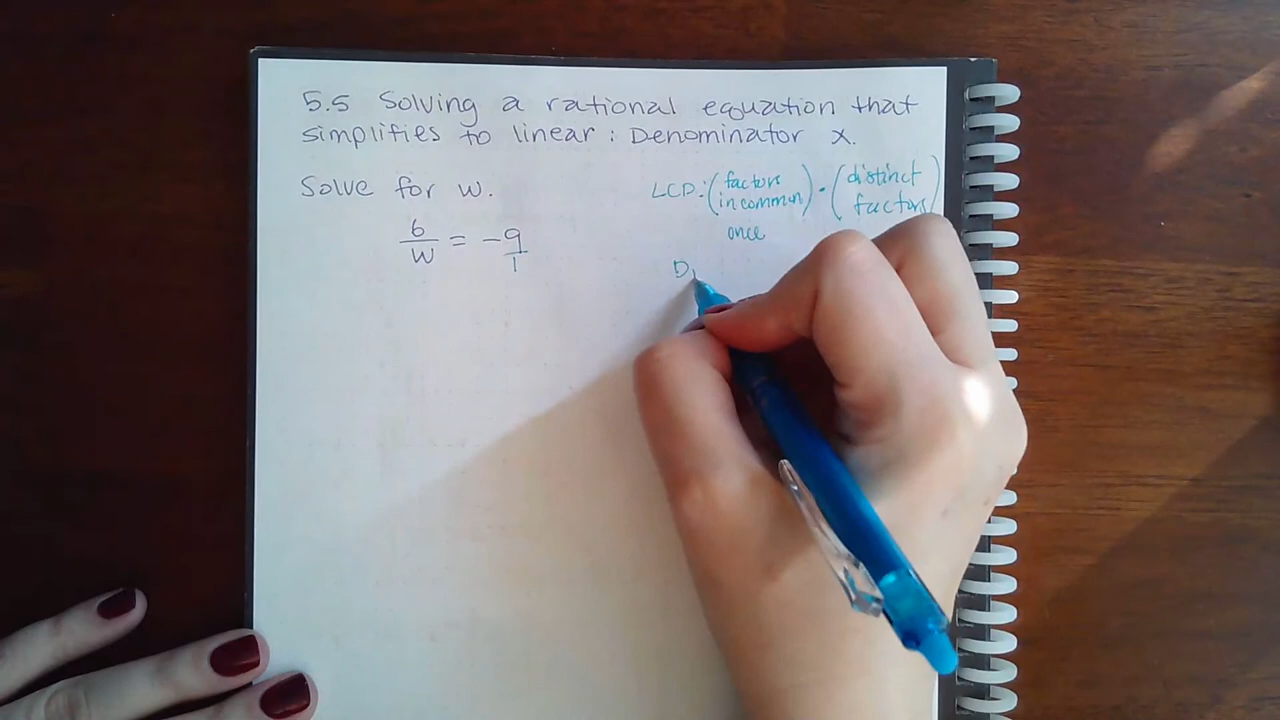 5.5 Solving a rational equation that
simplifies to linear: Denominator x.
Solve for w.
LCD: (factors in common) · (distinct factors)
once
6/w = -9/1
D